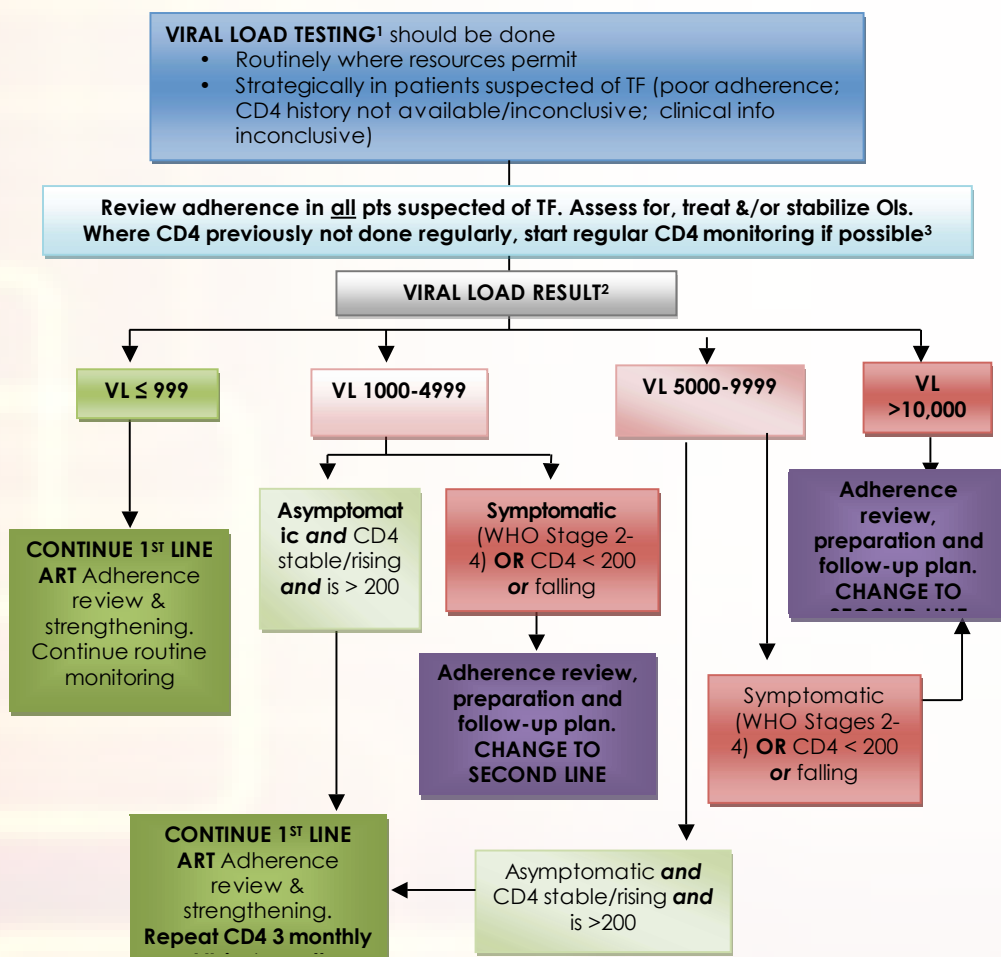 VIRAL LOAD TESTING¹ should be done
• Routinely where resources permit
• Strategically in patients suspected of TF (poor adherence;
CD4 history not available/inconclusive; clinical info
inconclusive)
Review adherence in all pts suspected of TF. Assess for, treat &/or stabilize OIs.
Where CD4 previously not done regularly, start regular CD4 monitoring if possible³
VIRAL LOAD RESULT²
VL ≤ 999
VL 1000-4999
VL 5000-9999
VL
>10,000
Asymptomat
ic and CD4
stable/rising
and is > 200
Symptomatic
(WHO Stage 2-
4) OR CD4 < 200
or falling
Adherence
review,
preparation and
follow-up plan.
CHANGE TO
SECOND LINE
CONTINUE 1ST LINE
ART Adherence
review &
strengthening.
Continue routine
monitoring
Adherence review,
preparation and
follow-up plan.
CHANGE TO
SECOND LINE
Symptomatic
(WHO Stages 2-
4) OR CD4 < 200
or falling
CONTINUE 1ST LINE
ART Adherence
review &
strengthening.
Repeat CD4 3 monthly
Asymptomatic and
CD4 stable/rising and
is >200